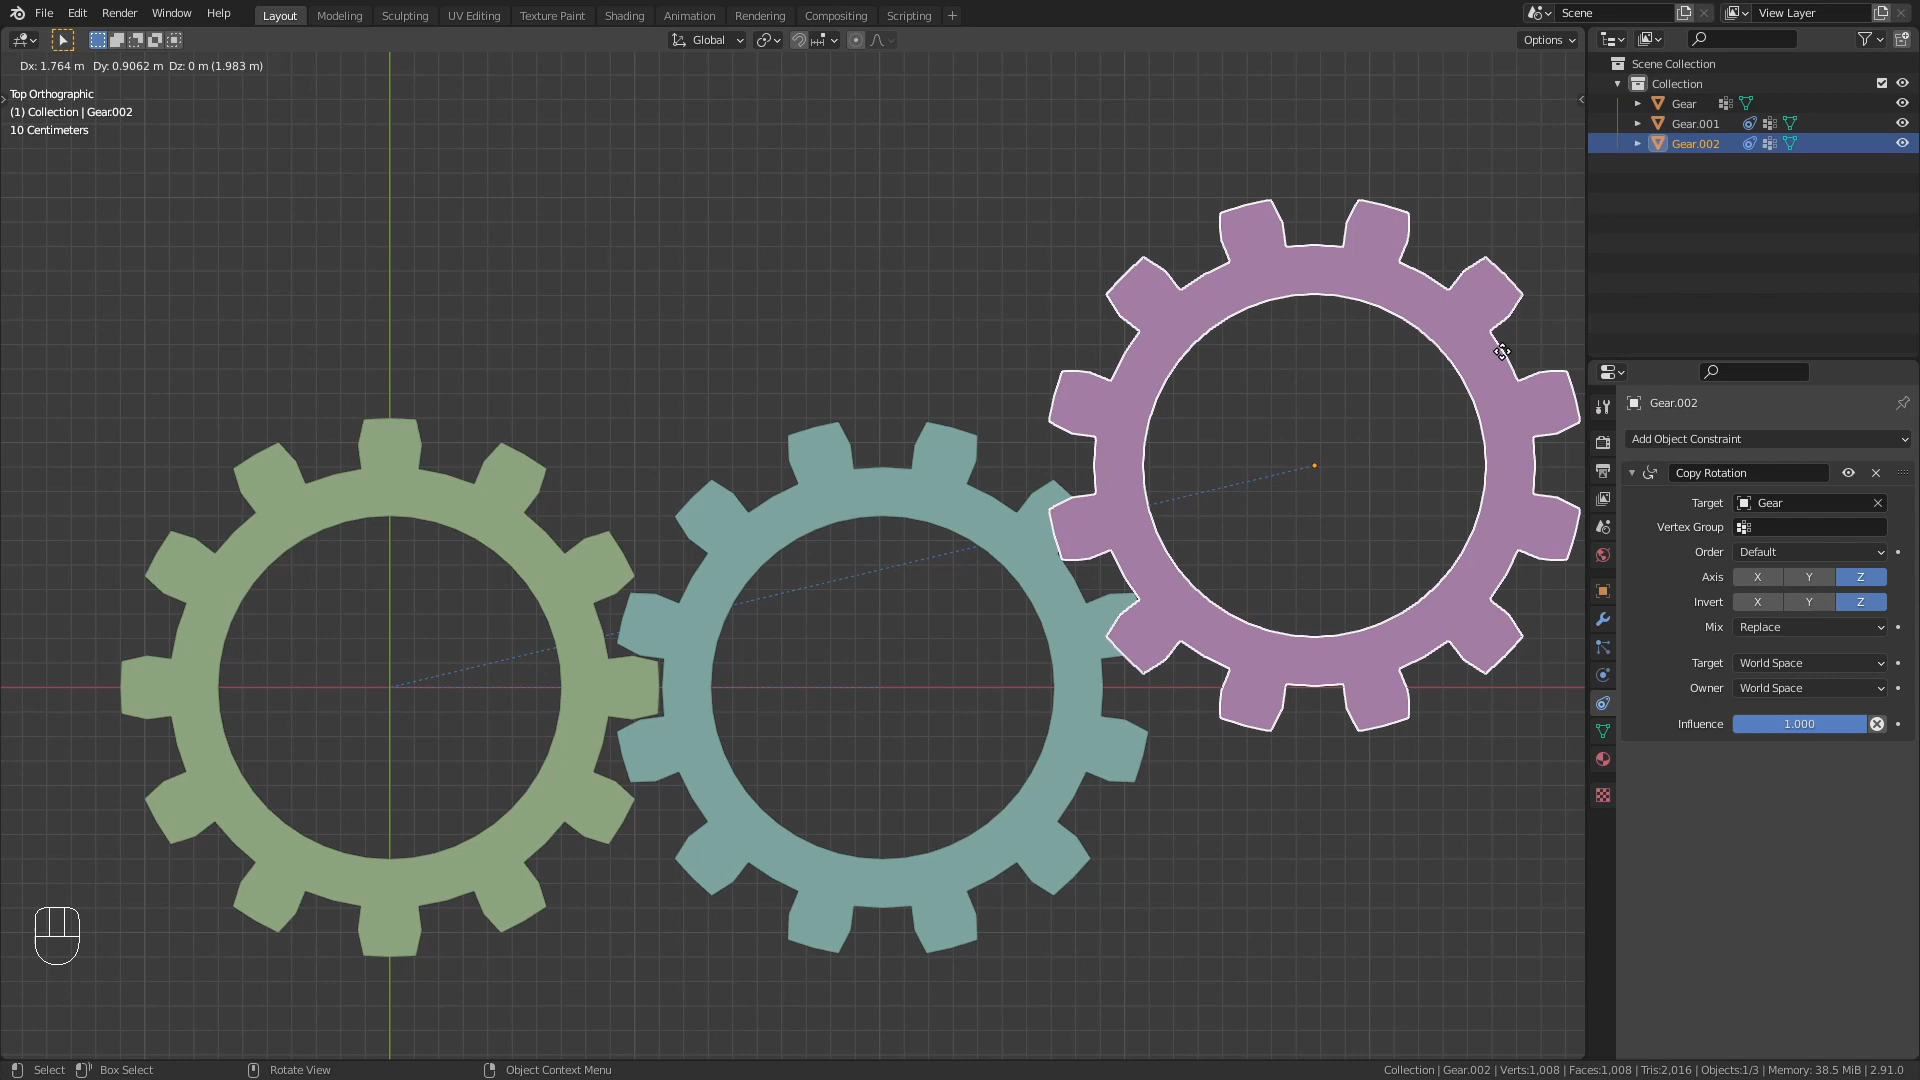 File Edit Render Window Help Layout Modeling Sculpting UV Editing Texture Paint Shading Animation Rendering Compositing Scripting + Scene View Layer
Global Options
Dx: 1.764 m Dy: 0.9062 m Dz: 0 m (1.983 m)
Top Orthographic
(1) Collection | Gear.002
10 Centimeters
Scene Collection
Collection
Gear
Gear.001
Gear.002
Gear.002
Add Object Constraint
Copy Rotation
Target Gear
Vertex Group
Order Default
Axis X Y Z
Invert X Y Z
Mix Replace
Target World Space
Owner World Space
Influence 1.000
Select Box Select Rotate View Object Context Menu Collection | Gear.002 | Verts:1,008 | Faces:1,008 | Tris:2,016 | Objects:1/3 | Memory: 38.5 MiB | 2.91.0